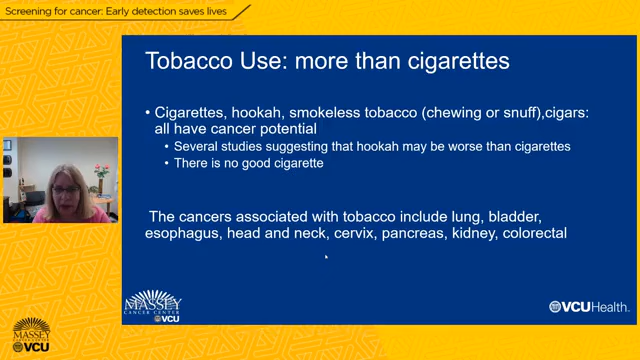 Screening for cancer: Early detection saves lives
Tobacco Use: more than cigarettes
• Cigarettes, hookah, smokeless tobacco (chewing or snuff),cigars:
all have cancer potential
• Several studies suggesting that hookah may be worse than cigarettes
• There is no good cigarette
The cancers associated with tobacco include lung, bladder,
esophagus, head and neck, cervix, pancreas, kidney, colorectal
MASSEY
CANCER CENTER
VCU
VCUHealth
MASSEY
CANCER CENTER
VCU